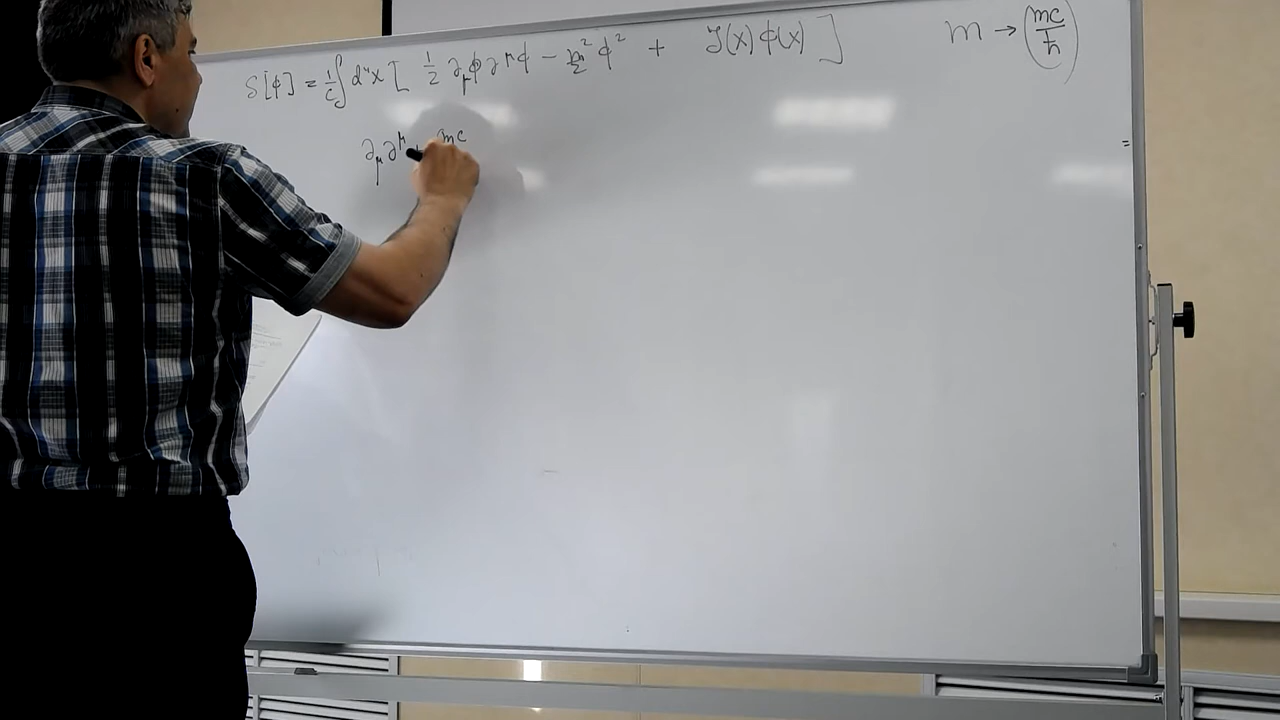 S[ϕ] = 1/c ∫ d⁴x [ 1/2 ∂_μϕ ∂^μϕ − m²/2 ϕ² + J(x) ϕ(x) ] m → (mc/ħ)
∂_μ ∂^μ mc